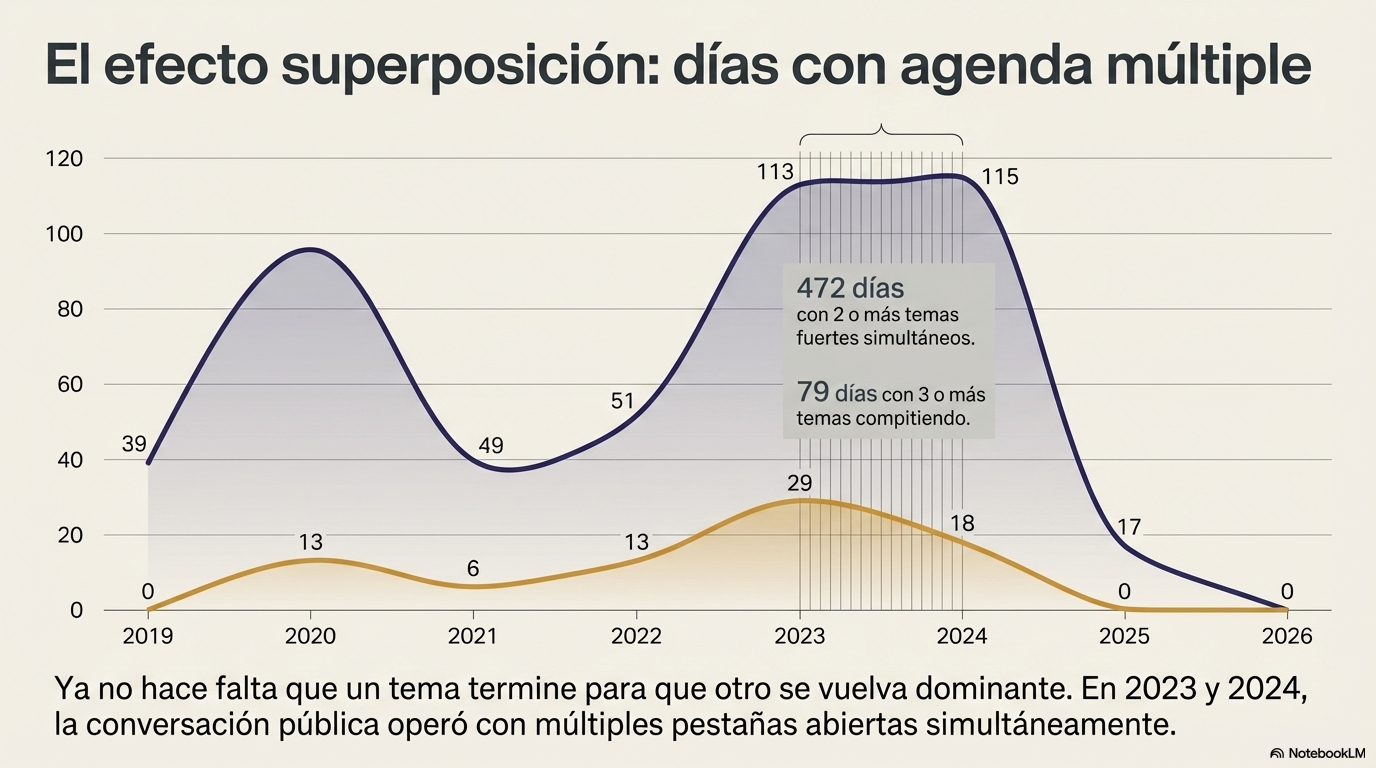 El efecto superposición: días con agenda múltiple
120
100
80
60
40
20
0
39
49
51
113
115
17
0
13
6
13
29
18
0
0
472 días
con 2 o más temas
fuertes simultáneos.
79 días con 3 o más
temas compitiendo.
2019 2020 2021 2022 2023 2024 2025 2026
Ya no hace falta que un tema termine para que otro se vuelva dominante. En 2023 y 2024,
la conversación pública operó con múltiples pestañas abiertas simultáneamente.
NotebookLM